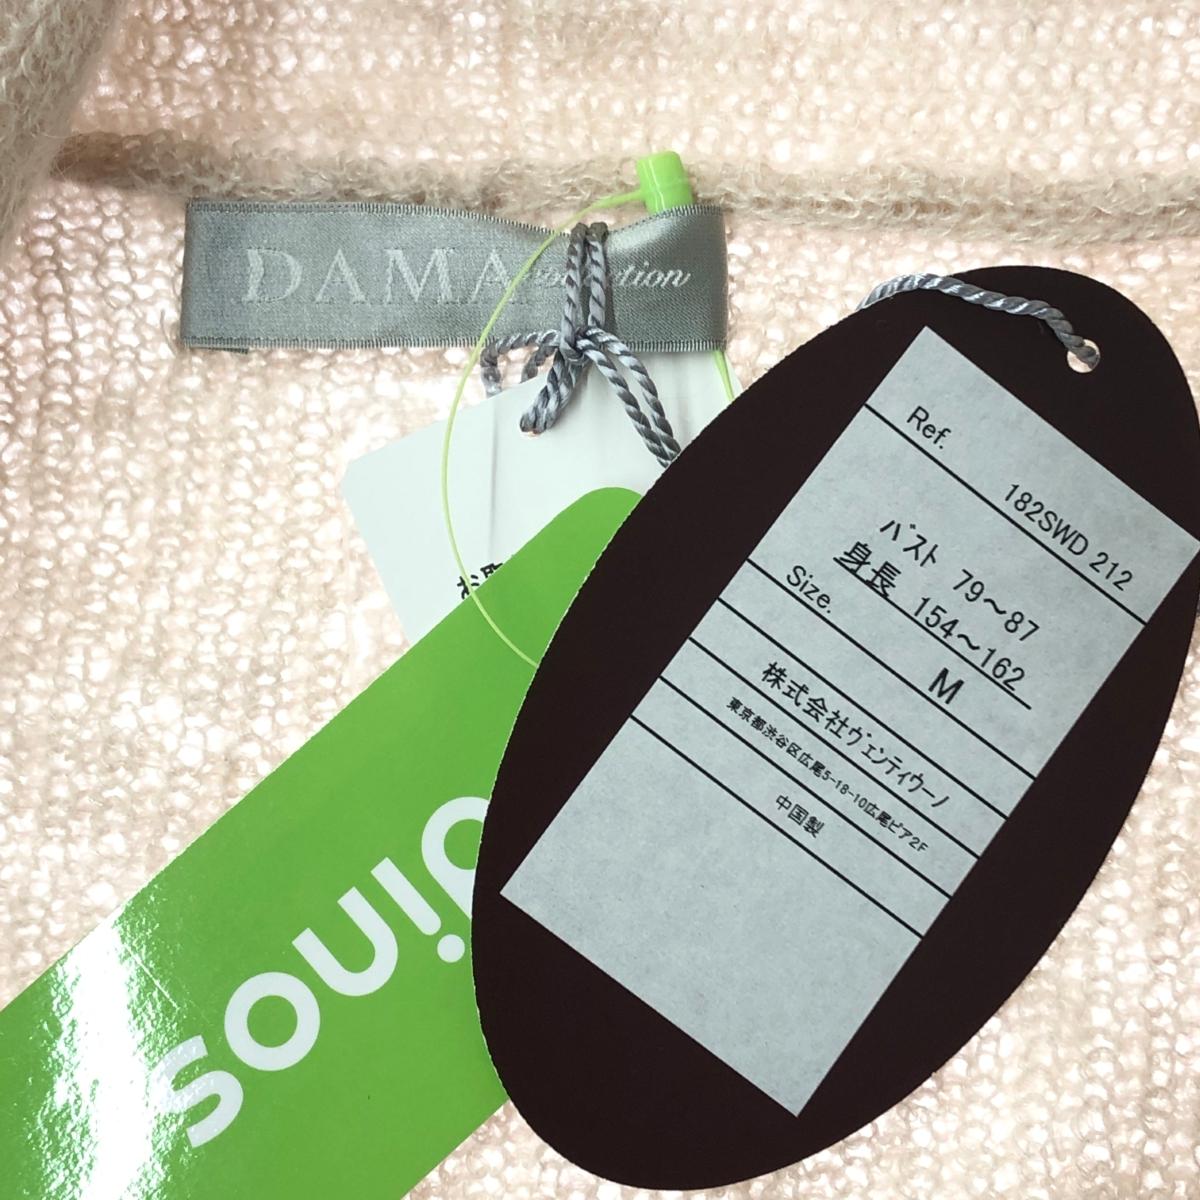 DAMA collection
Ref.
182SWD 212
バスト 79～87
身長 154～162
Size.
M
株式会社ヴェンティウーノ
東京都渋谷区広尾5-18-10広尾ピア2F
中国製